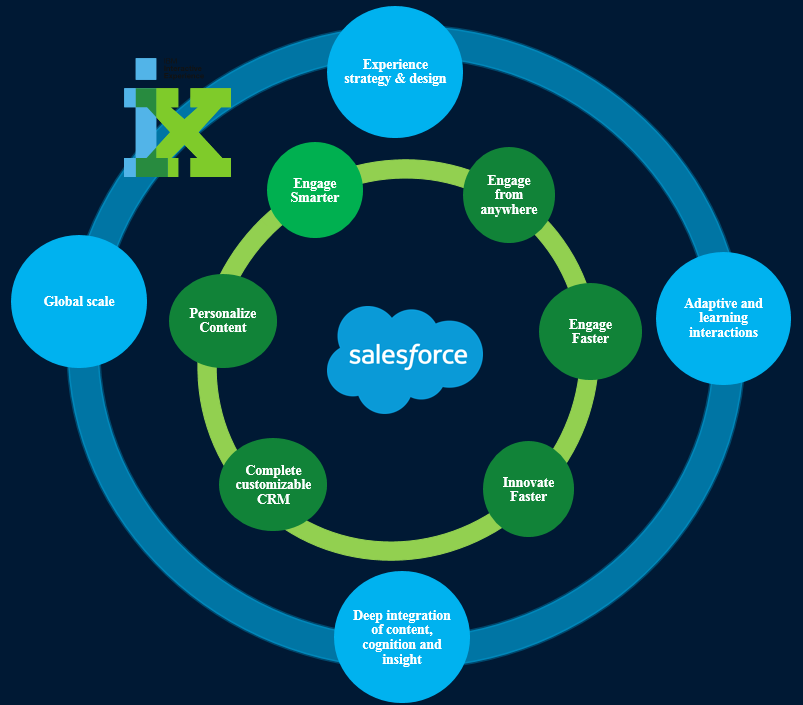 Experience
strategy & design
iX
Engage
Smarter
Engage
from
anywhere
Global scale
Personalize
Content
salesforce
Engage
Faster
Adaptive and
learning
interactions
Complete
customizable
CRM
Innovate
Faster
Deep integration
of content,
cognition and
insight